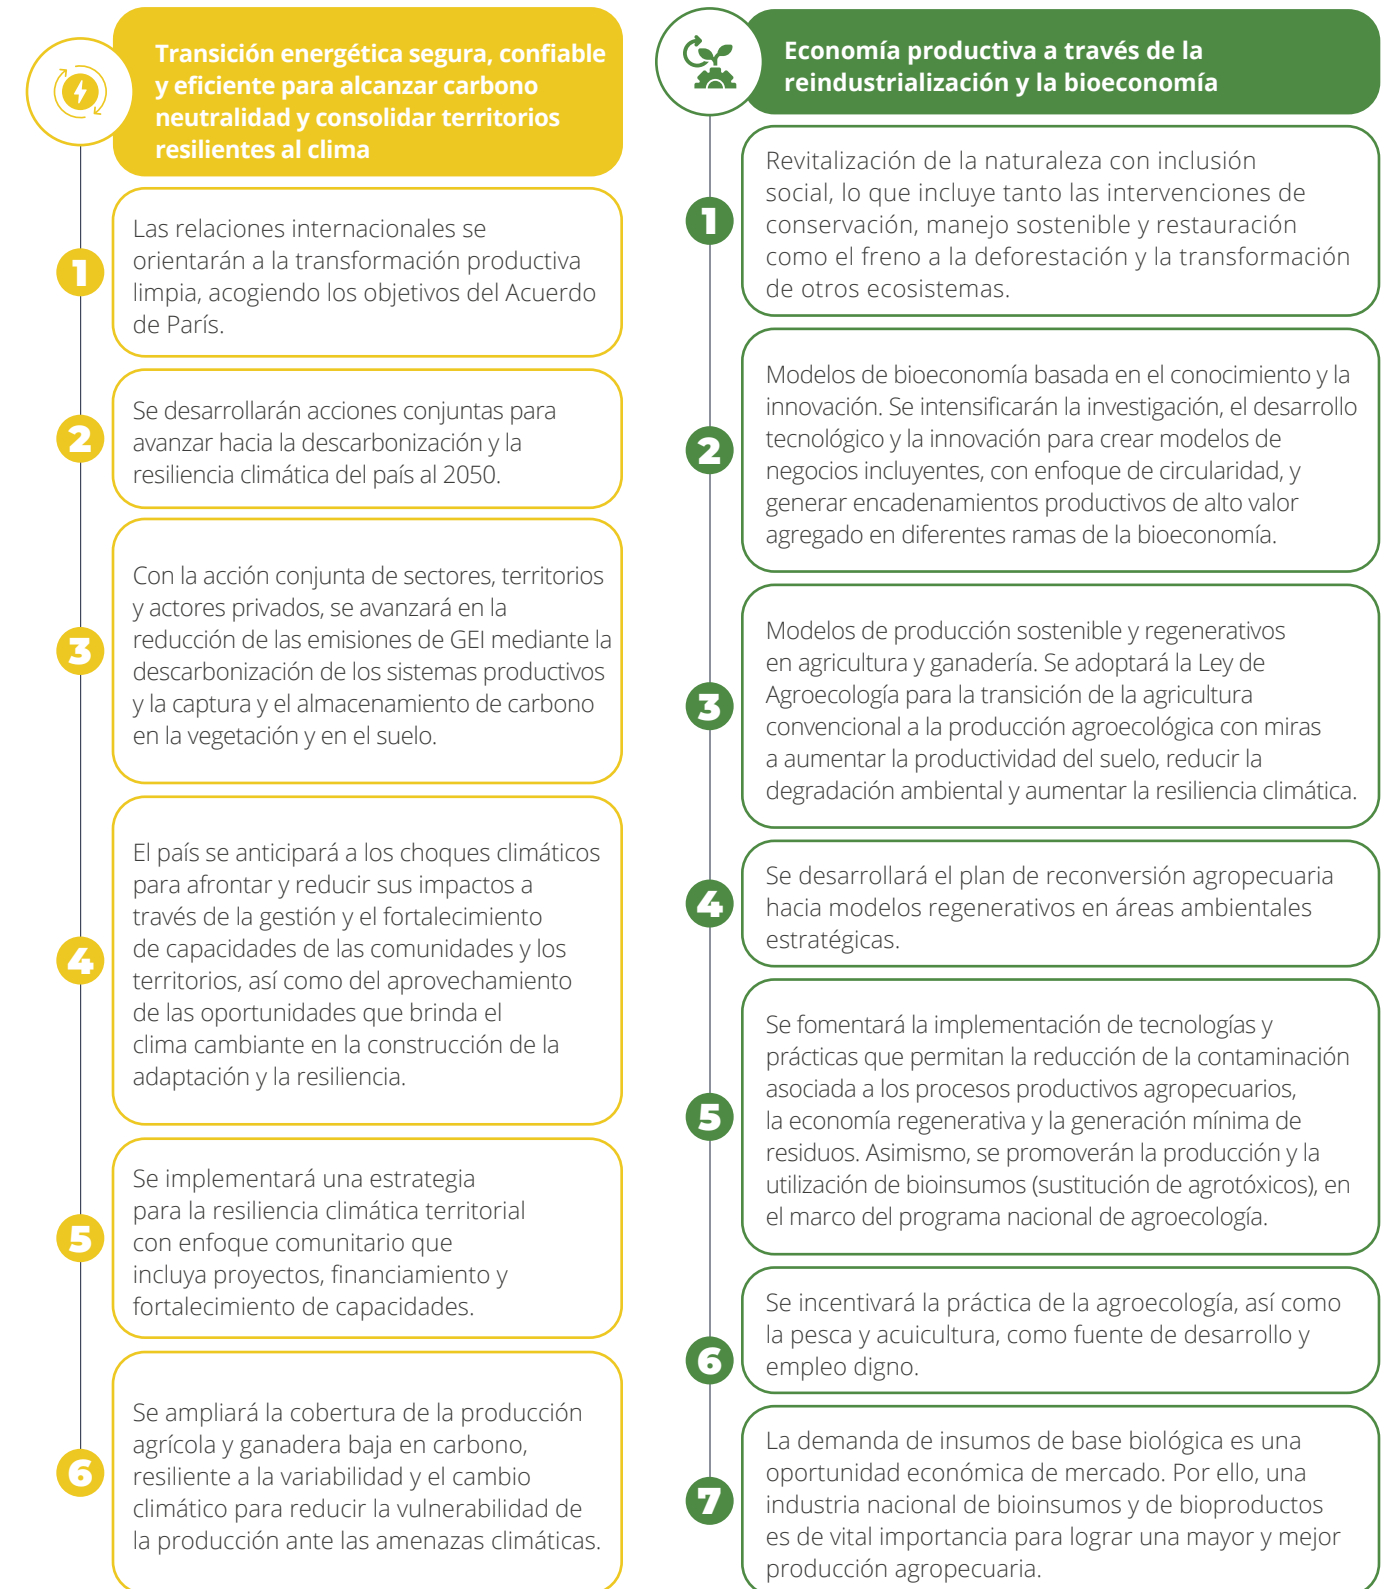 Transición energética segura, confiable
y eficiente para alcanzar carbono
neutralidad y consolidar territorios
resilientes al clima
1
Las relaciones internacionales se
orientarán a la transformación productiva
limpia, acogiendo los objetivos del Acuerdo
de París.
2
Se desarrollarán acciones conjuntas para
avanzar hacia la descarbonización y la
resiliencia climática del país al 2050.
3
Con la acción conjunta de sectores, territorios
y actores privados, se avanzará en la
reducción de las emisiones de GEI mediante la
descarbonización de los sistemas productivos
y la captura y el almacenamiento de carbono
en la vegetación y en el suelo.
4
El país se anticipará a los choques climáticos
para afrontar y reducir sus impactos a
través de la gestión y el fortalecimiento
de capacidades de las comunidades y los
territorios, así como del aprovechamiento
de las oportunidades que brinda el
clima cambiante en la construcción de la
adaptación y la resiliencia.
5
Se implementará una estrategia
para la resiliencia climática territorial
con enfoque comunitario que
incluya proyectos, financiamiento y
fortalecimiento de capacidades.
6
Se ampliará la cobertura de la producción
agrícola y ganadera baja en carbono,
resiliente a la variabilidad y el cambio
climático para reducir la vulnerabilidad de
la producción ante las amenazas climáticas.
Economía productiva a través de la
reindustrialización y la bioeconomía
1
Revitalización de la naturaleza con inclusión
social, lo que incluye tanto las intervenciones de
conservación, manejo sostenible y restauración
como el freno a la deforestación y la transformación
de otros ecosistemas.
2
Modelos de bioeconomía basada en el conocimiento y la
innovación. Se intensificarán la investigación, el desarrollo
tecnológico y la innovación para crear modelos de
negocios incluyentes, con enfoque de circularidad, y
generar encadenamientos productivos de alto valor
agregado en diferentes ramas de la bioeconomía.
3
Modelos de producción sostenible y regenerativos
en agricultura y ganadería. Se adoptará la Ley de
Agroecología para la transición de la agricultura
convencional a la producción agroecológica con miras
a aumentar la productividad del suelo, reducir la
degradación ambiental y aumentar la resiliencia climática.
4
Se desarrollará el plan de reconversión agropecuaria
hacia modelos regenerativos en áreas ambientales
estratégicas.
5
Se fomentará la implementación de tecnologías y
prácticas que permitan la reducción de la contaminación
asociada a los procesos productivos agropecuarios,
la economía regenerativa y la generación mínima de
residuos. Asimismo, se promoverán la producción y la
utilización de bioinsumos (sustitución de agrotóxicos), en
el marco del programa nacional de agroecología.
6
Se incentivará la práctica de la agroecología, así como
la pesca y acuicultura, como fuente de desarrollo y
empleo digno.
7
La demanda de insumos de base biológica es una
oportunidad económica de mercado. Por ello, una
industria nacional de bioinsumos y de bioproductos
es de vital importancia para lograr una mayor y mejor
producción agropecuaria.